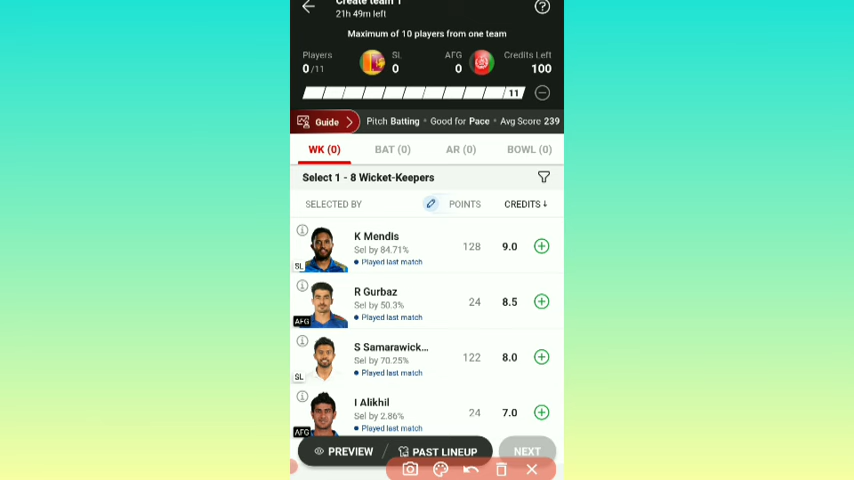 Create team 1
21h 49m left
Maximum of 10 players from one team
Players SL AFG Credits Left
0/11 0 0 100
11
Guide Pitch Batting • Good for Pace • Avg Score 239
WK (0) BAT (0) AR (0) BOWL (0)
Select 1 - 8 Wicket-Keepers
SELECTED BY POINTS CREDITS↓
K Mendis
Sel by 84.71% 128 9.0
Played last match
SL
R Gurbaz
Sel by 50.3% 24 8.5
Played last match
AFG
S Samarawick...
Sel by 70.25% 122 8.0
Played last match
SL
I Alikhil
Sel by 2.86% 24 7.0
Played last match
AFG
PREVIEW / PAST LINEUP NEXT